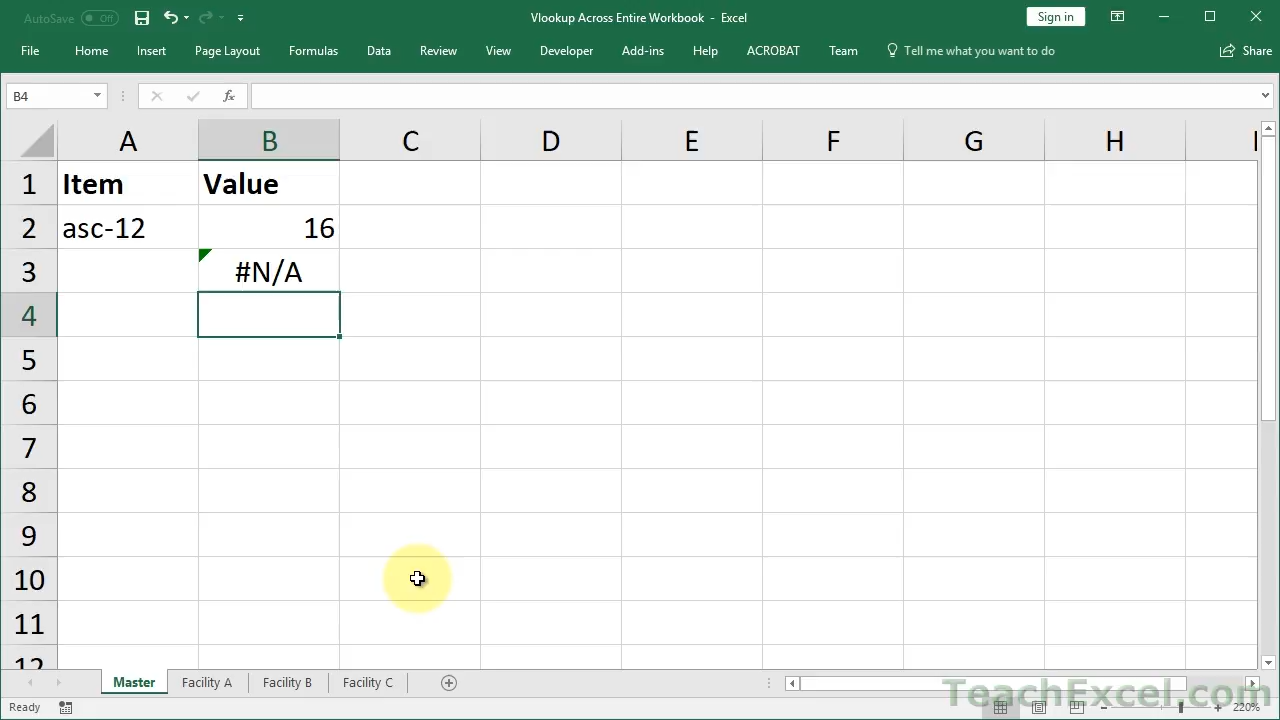 AutoSave Off
Vlookup Across Entire Workbook - Excel
Sign in
File Home Insert Page Layout Formulas Data Review View Developer Add-ins Help ACROBAT Team Tell me what you want to do Share
B4 fx
A B C D E F G H
1 Item Value
2 asc-12 16
3 #N/A
4
5
6
7
8
9
10
11
12
Master Facility A Facility B Facility C
TeachExcel.com
Ready 220%